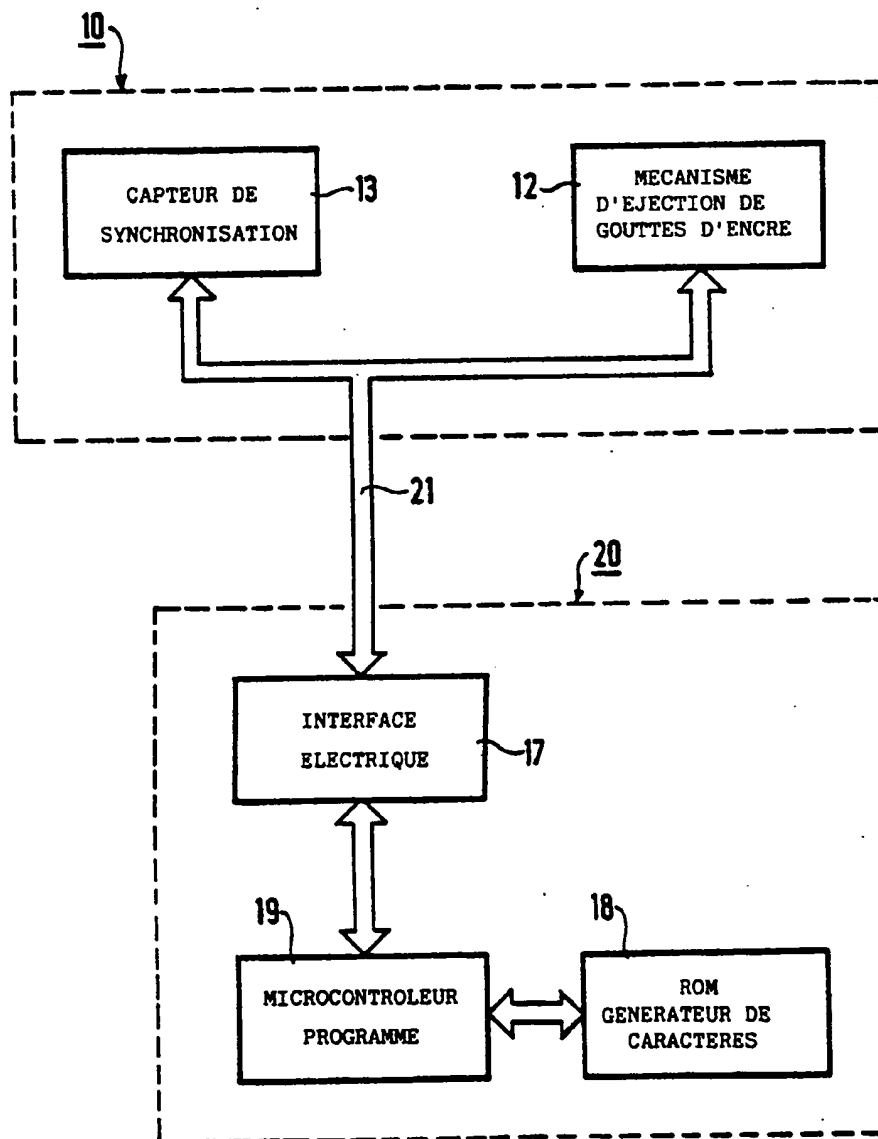 10
CAPTEUR DE
SYNCHRONISATION
13
12
MECANISME
D'EJECTION DE
GOUTTES D'ENCRE
21
20
INTERFACE
ELECTRIQUE
17
19
MICROCONTROLEUR
PROGRAMME
18
ROM
GENERATEUR DE
CARACTERES